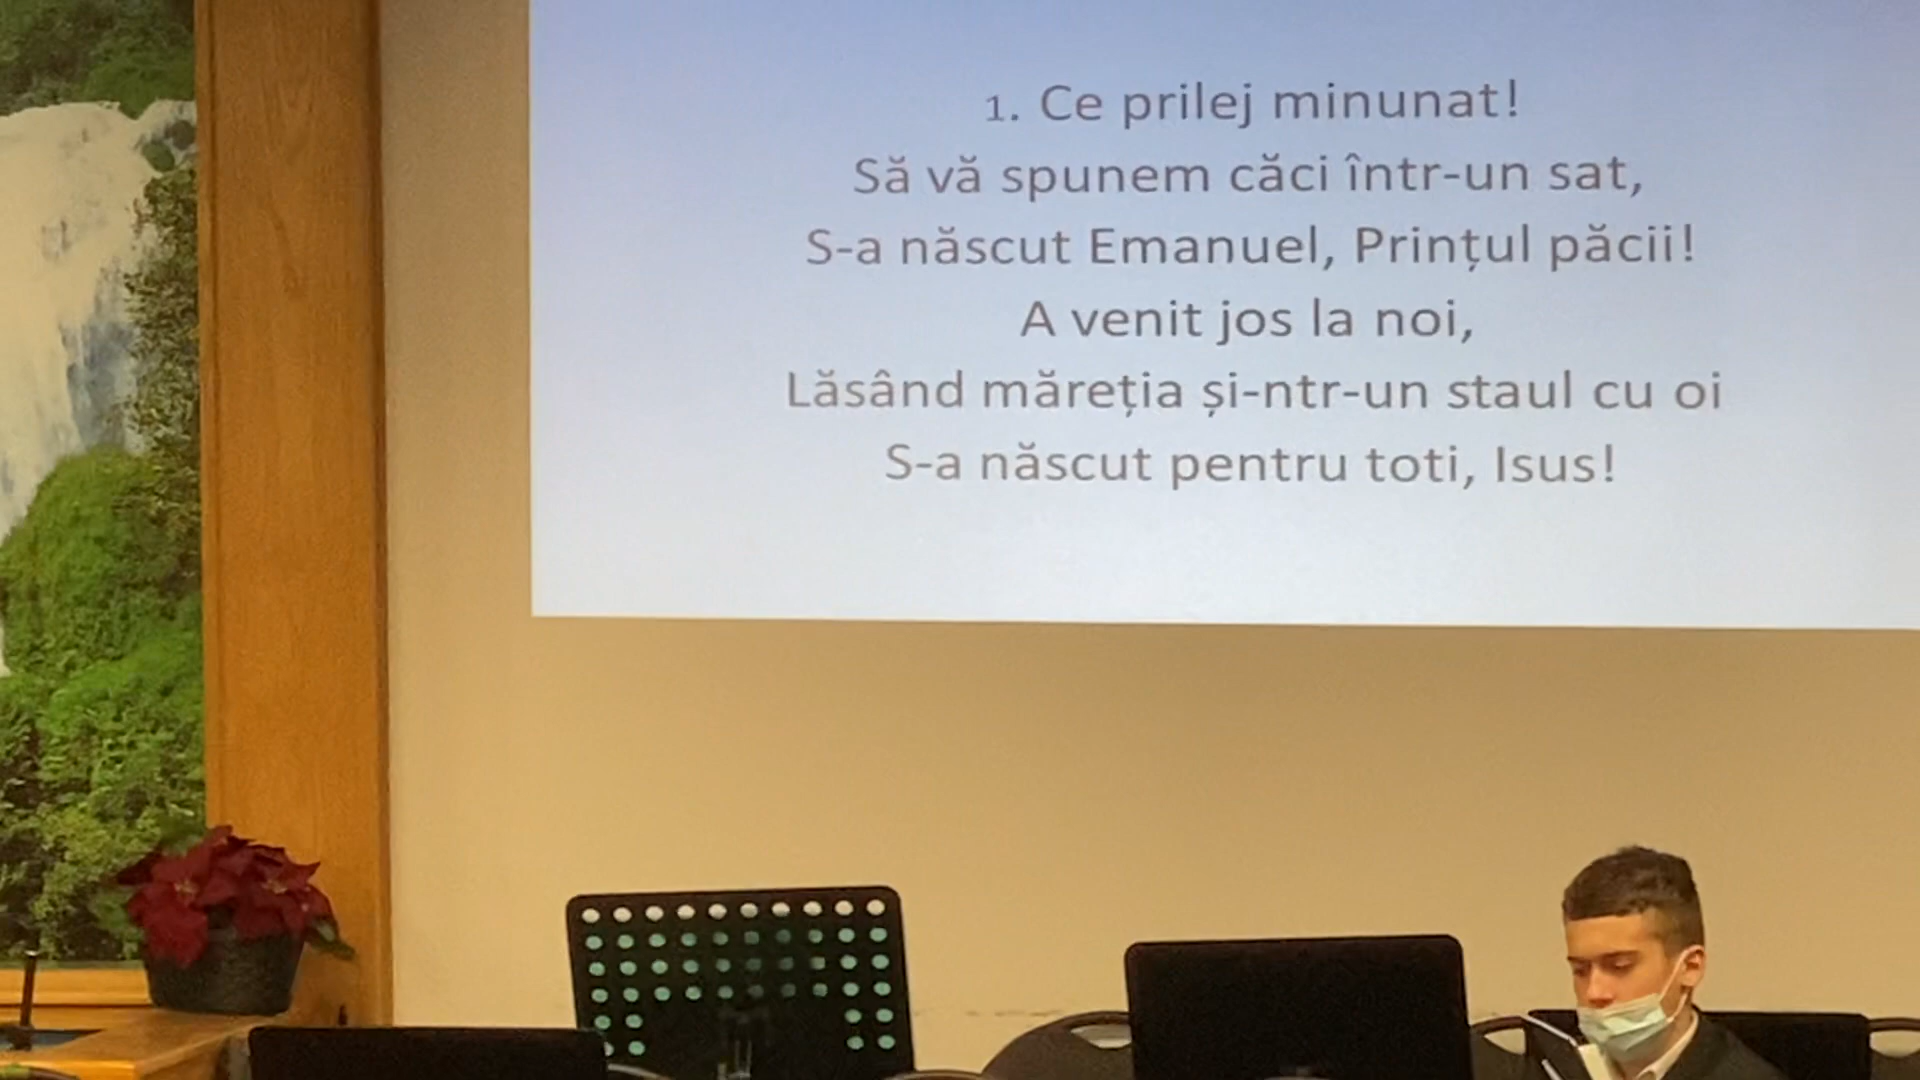 1. Ce prilej minunat!
Să vă spunem căci într-un sat,
S-a născut Emanuel, Prințul păcii!
A venit jos la noi,
Lăsând măreția și-ntr-un staul cu oi
S-a născut pentru toti, Isus!